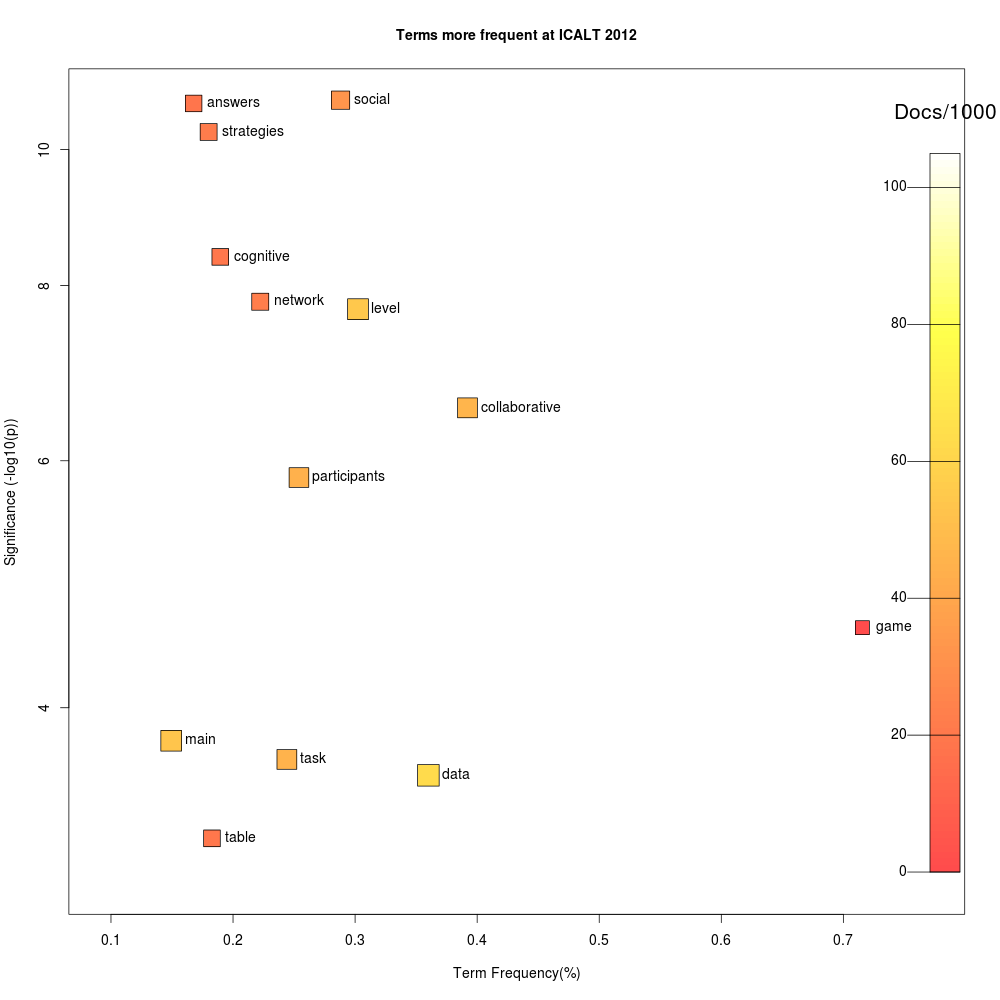 Terms more frequent at ICALT 2012
answers
social
strategies
Docs/1000
10
100
cognitive
8
network
level
80
collaborative
6
60
participants
Significance (-log10(p))
40
game
4
20
main
task
data
table
0
0.1 0.2 0.3 0.4 0.5 0.6 0.7
Term Frequency(%)